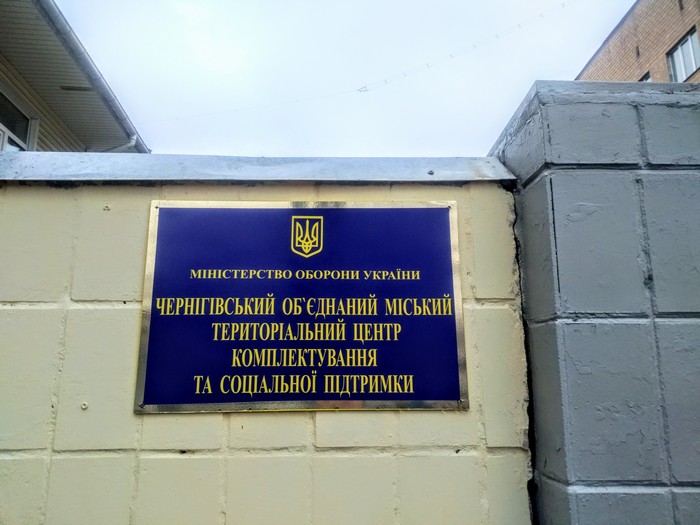 МІНІСТЕРСТВО ОБОРОНИ УКРАЇНИ
ЧЕРНІГІВСЬКИЙ ОБ`ЄДНАНИЙ МІСЬКИЙ
ТЕРИТОРІАЛЬНИЙ ЦЕНТР
КОМПЛЕКТУВАННЯ
ТА СОЦІАЛЬНОЇ ПІДТРИМКИ